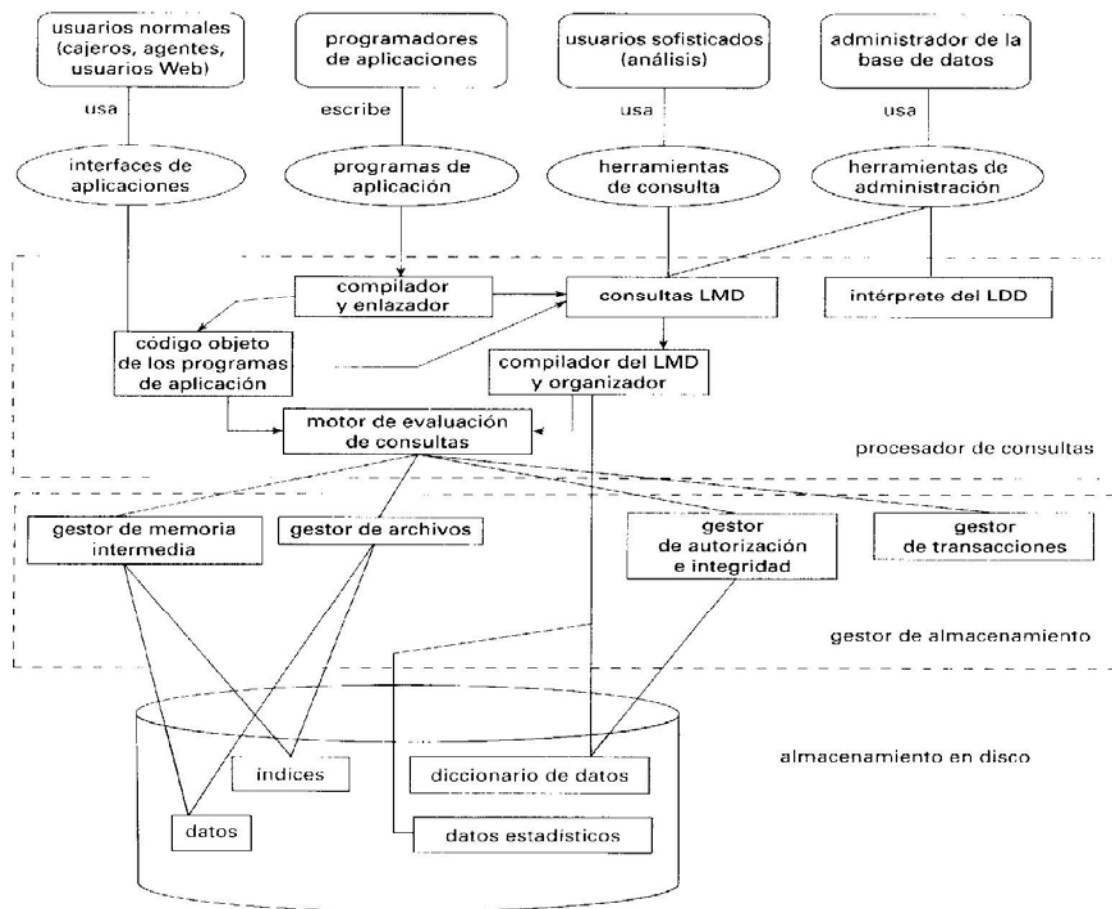 usuarios normales
(cajeros, agentes,
usuarios Web)
programadores
de aplicaciones
usuarios sofisticados
(análisis)
administrador de la
base de datos
usa
escribe
usa
usa
interfaces de
aplicaciones
programas de
aplicación
herramientas
de consulta
herramientas de
administración
compilador
y enlazador
consultas LMD
intérprete del LDD
código objeto
de los programas
de aplicación
compilador del LMD
y organizador
motor de evaluación
de consultas
procesador de consultas
gestor de memoria
intermedia
gestor de archivos
gestor
de autorización
e integridad
gestor
de transacciones
gestor de almacenamiento
índices
diccionario de datos
almacenamiento en disco
datos
datos estadísticos